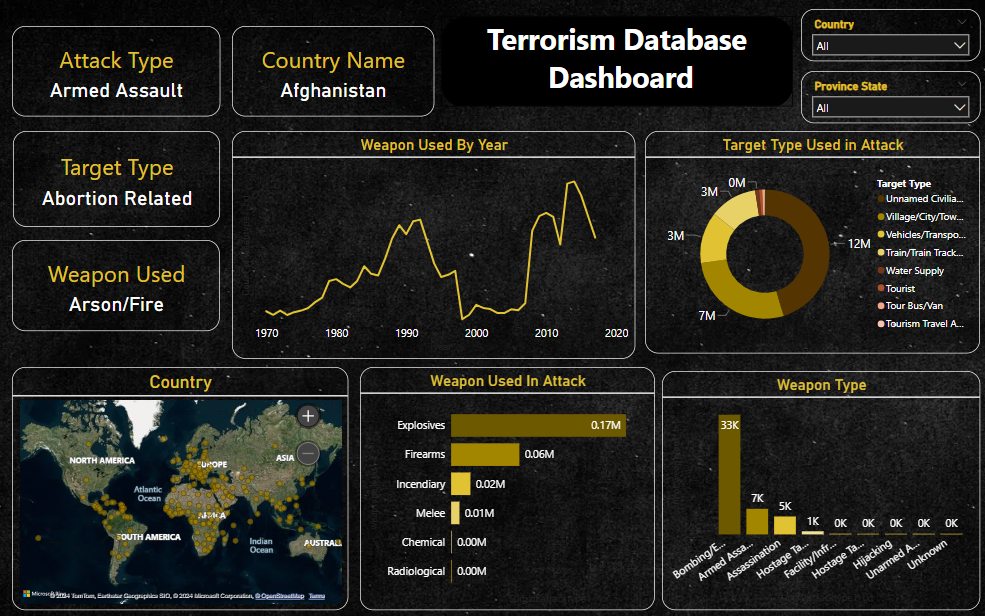 Attack Type
Armed Assault
Country Name
Afghanistan
Terrorism Database
Dashboard
Country
All
Province State
All
Target Type
Abortion Related
Weapon Used
Arson/Fire
Weapon Used By Year
1970
1980
1990
2000
2010
2020
Target Type Used in Attack
0M
3M
3M
7M
12M
Target Type
Unnamed Civilia...
Village/City/Tow...
Vehicles/Transpo...
Train/Train Track...
Water Supply
Tourist
Tour Bus/Van
Tourism Travel A...
Country
NORTH AMERICA
EUROPE
ASIA
Atlantic
Ocean
AFRICA
SOUTH AMERICA
Indian
Ocean
AUSTRAL
© 2024 TomTom, Earthstar Geographics SIO, © 2024 Microsoft Corporation, © OpenStreetMap Terms
Weapon Used In Attack
Explosives 0.17M
Firearms 0.06M
Incendiary 0.02M
Melee 0.01M
Chemical 0.00M
Radiological 0.00M
Weapon Type
33K
7K
5K
1K
0K
0K
0K
0K
0K
Bombing/E...
Armed Assa...
Assassination
Hostage Ta...
Facility/Infr...
Hostage Ta...
Hijacking
Unarmed A...
Unknown